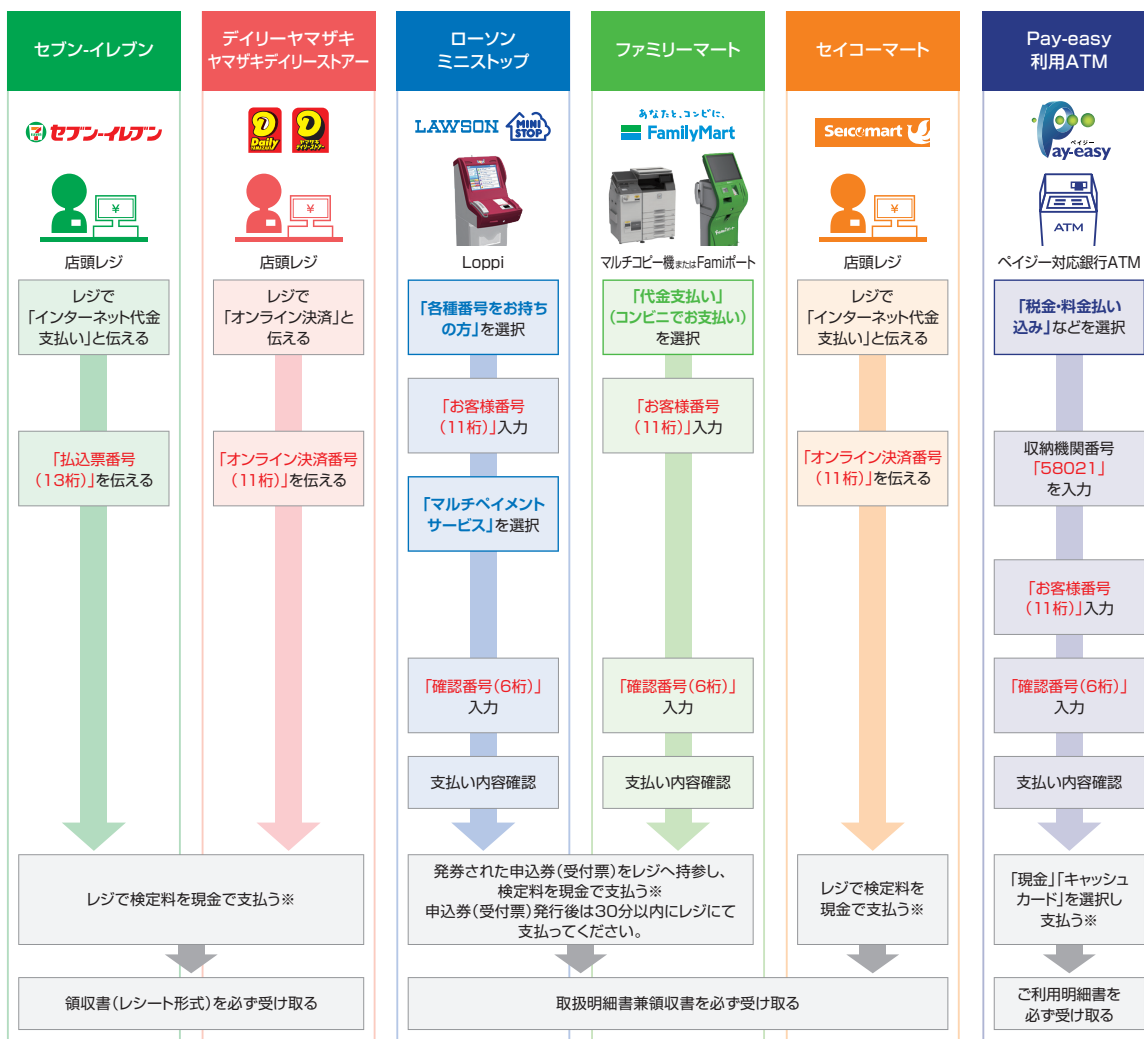 セブン-イレブン
セブン-イレブン
¥
店頭レジ
レジで
「インターネット代金
支払い」と伝える
「払込票番号
(13桁)」を伝える
デイリーヤマザキ
ヤマザキデイリーストアー
Daily
YAMAZAKI
ヤマザキ
デイリーストアー
¥
店頭レジ
レジで
「オンライン決済」と
伝える
「オンライン決済番号
(11桁)」を伝える
レジで検定料を現金で支払う※
領収書(レシート形式)を必ず受け取る
ローソン
ミニストップ
LAWSON
MINI
STOP
Loppi
「各種番号をお持ち
の方」を選択
「お客様番号
(11桁)」入力
「マルチペイメント
サービス」を選択
「確認番号(6桁)」
入力
支払い内容確認
ファミリーマート
あなたと、コンビに、
FamilyMart
マルチコピー機またはFamiポート
「代金支払い」
(コンビニでお支払い)
を選択
「お客様番号
(11桁)」入力
「確認番号(6桁)」
入力
支払い内容確認
発券された申込券(受付票)をレジへ持参し、
検定料を現金で支払う※
申込券(受付票)発行後は30分以内にレジにて
支払ってください。
セイコーマート
Seicomart
¥
店頭レジ
レジで
「インターネット代金
支払い」と伝える
「オンライン決済番号
(11桁)」を伝える
レジで検定料を
現金で支払う※
取扱明細書兼領収書を必ず受け取る
Pay-easy
利用ATM
ペイジー
Pay-easy
ATM
ペイジー対応銀行ATM
「税金・料金払い
込み」などを選択
収納機関番号
「58021」
を入力
「お客様番号
(11桁)」入力
「確認番号(6桁)」
入力
支払い内容確認
「現金」「キャッシュ
カード」を選択し
支払う※
ご利用明細書を
必ず受け取る